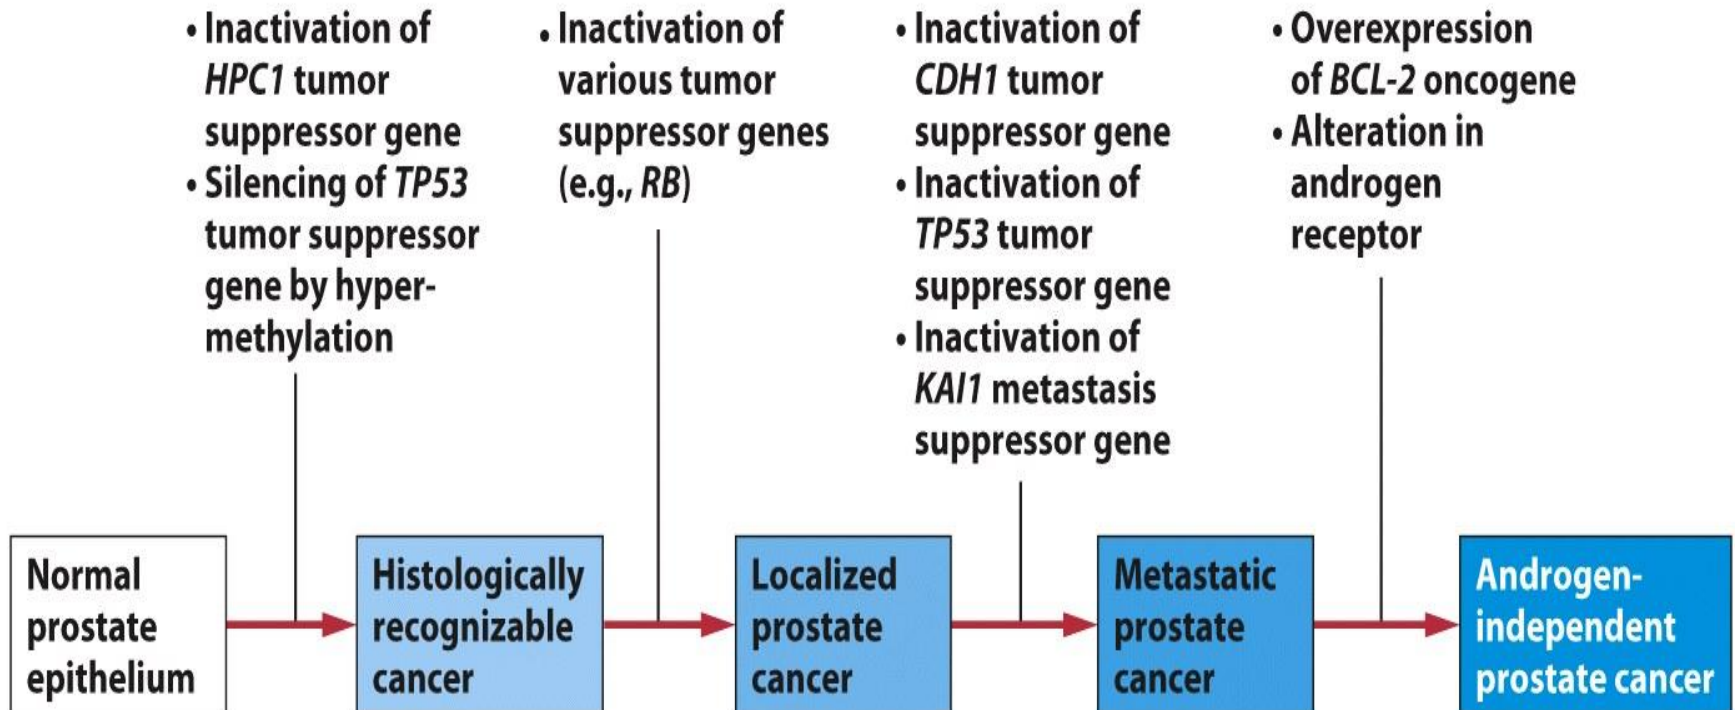 • Inactivation of
HPC1 tumor
suppressor gene
• Silencing of TP53
tumor suppressor
gene by hyper-
methylation
• Inactivation of
various tumor
suppressor genes
(e.g., RB)
• Inactivation of
CDH1 tumor
suppressor gene
• Inactivation of
TP53 tumor
suppressor gene
• Inactivation of
KAI1 metastasis
suppressor gene
• Overexpression
of BCL-2 oncogene
• Alteration in
androgen
receptor
Normal
prostate
epithelium
Histologically
recognizable
cancer
Localized
prostate
cancer
Metastatic
prostate
cancer
Androgen-
independent
prostate cancer